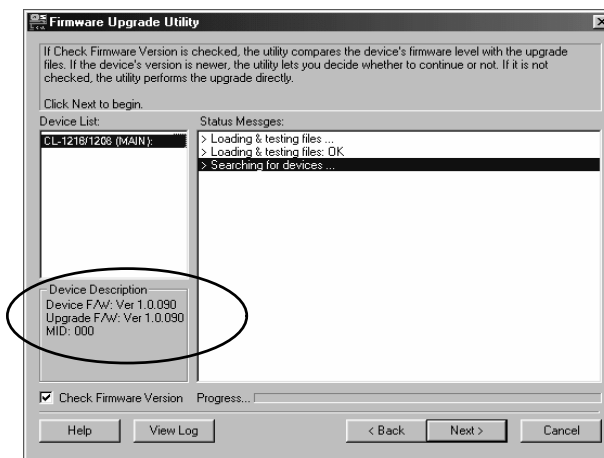 Firmware Upgrade Utility
If Check Firmware Version is checked, the utility compares the device's firmware level with the upgrade
files. If the device's version is newer, the utility lets you decide whether to continue or not. If it is not
checked, the utility performs the upgrade directly.
Click Next to begin.
Device List:
CL-1216/1208 (MAIN):
Status Messges:
> Loading & testing files ...
> Loading & testing files: OK
> Searching for devices ...
Device Description
Device F/W: Ver 1.0.090
Upgrade F/W: Ver 1.0.090
MID: 000
Check Firmware Version
Progress...
Help
View Log
< Back
Next >
Cancel